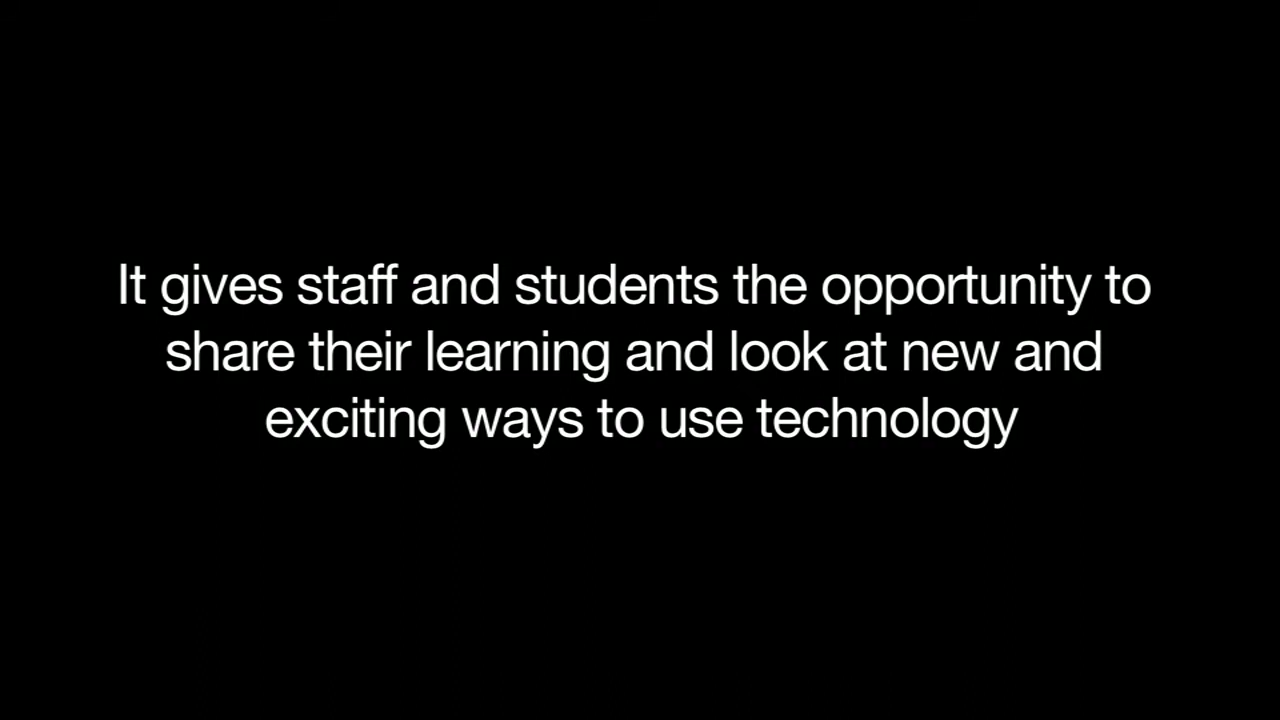 It gives staff and students the opportunity to
share their learning and look at new and
exciting ways to use technology